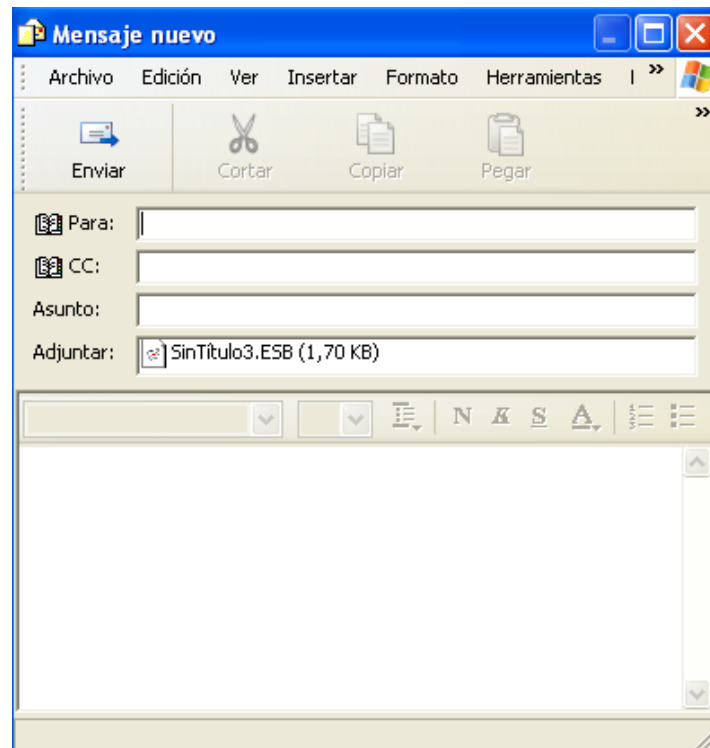 Mensaje nuevo
Archivo Edición Ver Insertar Formato Herramientas »
Enviar Cortar Copiar Pegar »
Para:
CC:
Asunto:
Adjuntar: SinTítulo3.ESB (1,70 KB)
N K S A